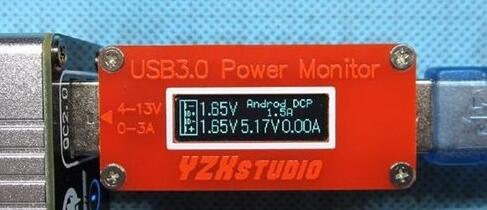 USB3.0 Power Monitor
QC2.0
4-13V
0-3A
- D- 1.65V Androd DCP
1.5A
D+ 1.65V 5.17V 0.00A
YZXSTUDIO